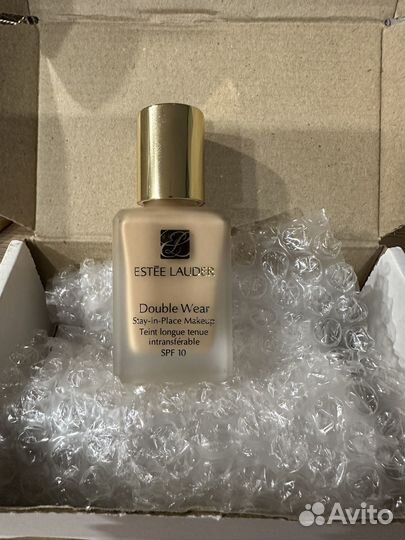 ESTĒE LAUDER
Double Wear
Stay-in-Place Makeup
Teint longue tenue
intransférable
SPF 10
Avito